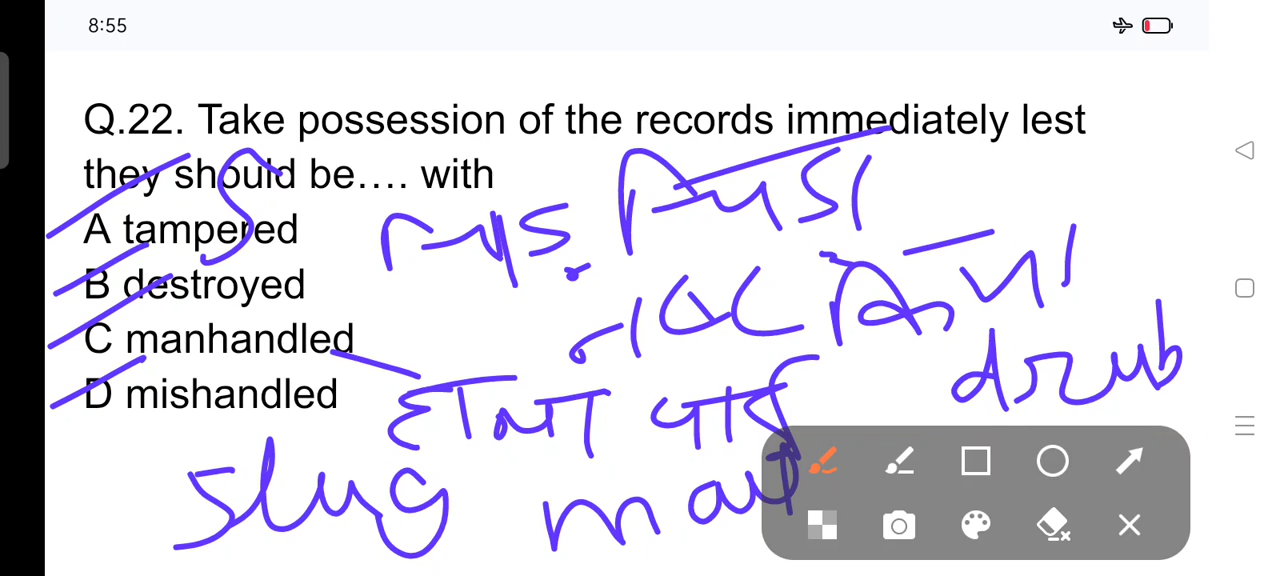 8:55
Q.22. Take possession of the records immediately lest
they should be…. with
A tampered
B destroyed
C manhandled
D mishandled
drub
slug